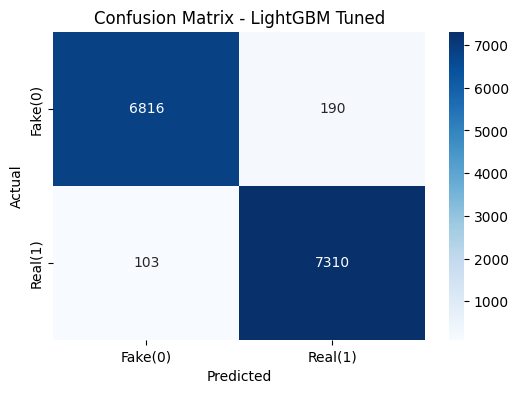 Confusion Matrix - LightGBM Tuned
Actual
Fake(0)
6816
190
Real(1)
103
7310
Fake(0)
Real(1)
Predicted
7000
6000
5000
4000
3000
2000
1000